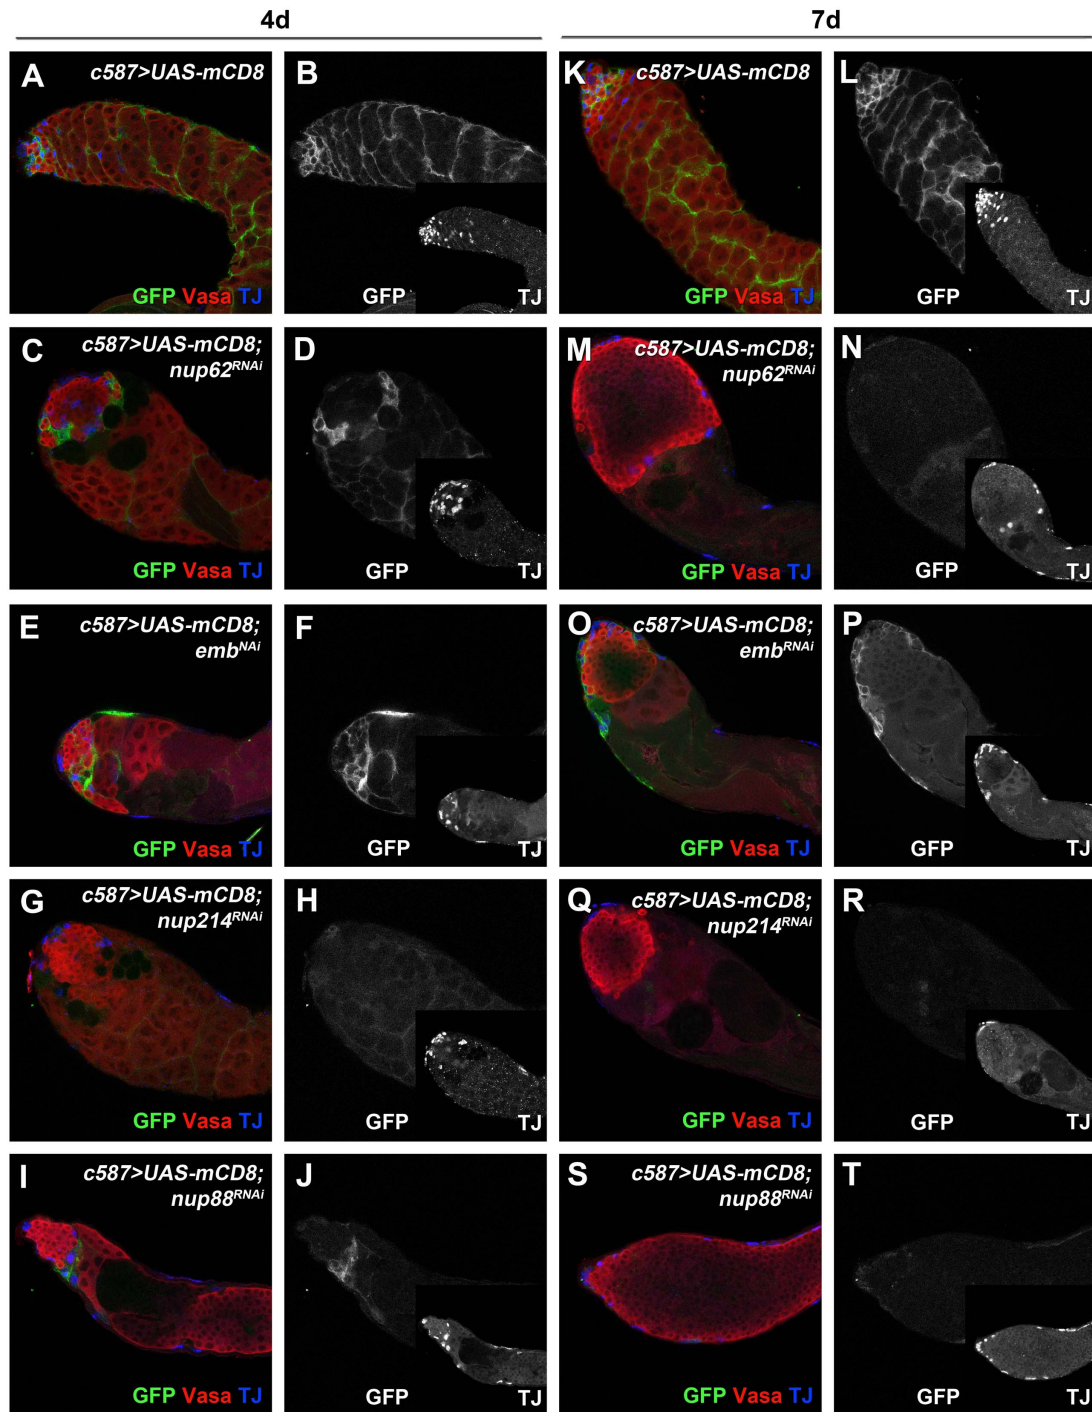 4d 7d
A c587>UAS-mCD8
GFP Vasa TJ
B
GFP TJ
K c587>UAS-mCD8
GFP Vasa TJ
L
GFP TJ
C c587>UAS-mCD8;
nup62RNAi
GFP Vasa TJ
D
GFP TJ
M c587>UAS-mCD8;
nup62RNAi
GFP Vasa TJ
N
GFP TJ
E c587>UAS-mCD8;
embNAi
GFP Vasa TJ
F
GFP TJ
O c587>UAS-mCD8;
embRNAi
GFP Vasa TJ
P
GFP TJ
G c587>UAS-mCD8;
nup214RNAi
GFP Vasa TJ
H
GFP TJ
Q c587>UAS-mCD8;
nup214RNAi
GFP Vasa TJ
R
GFP TJ
I c587>UAS-mCD8;
nup88RNAi
GFP Vasa TJ
J
GFP TJ
S c587>UAS-mCD8;
nup88RNAi
GFP Vasa TJ
T
GFP TJ